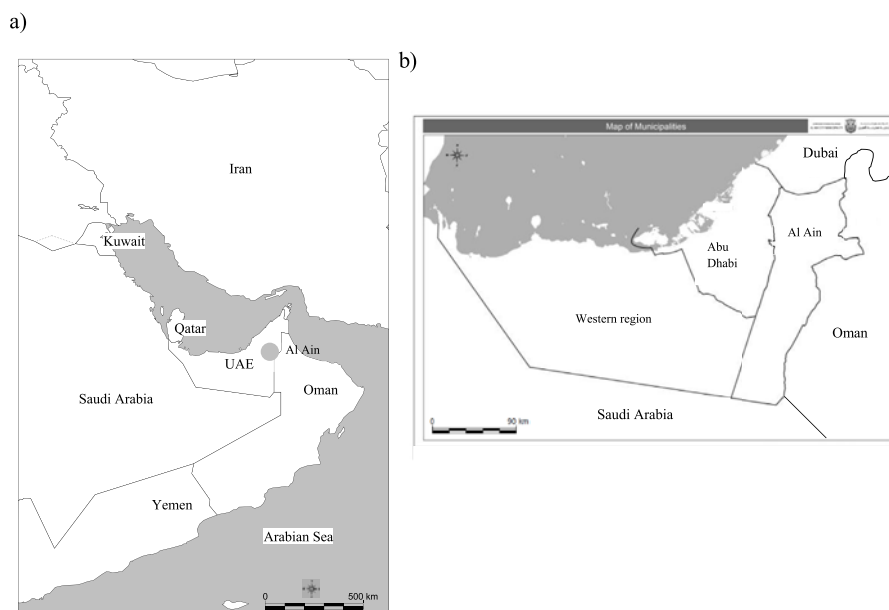 a)
Iran
Kuwait
Qatar
Al Ain
UAE
Saudi Arabia
Oman
Yemen
Arabian Sea
0
500 km
b)
Map of Municipalities
Dubai
Abu
Dhabi
Al Ain
Western region
Oman
Saudi Arabia
0
90 km